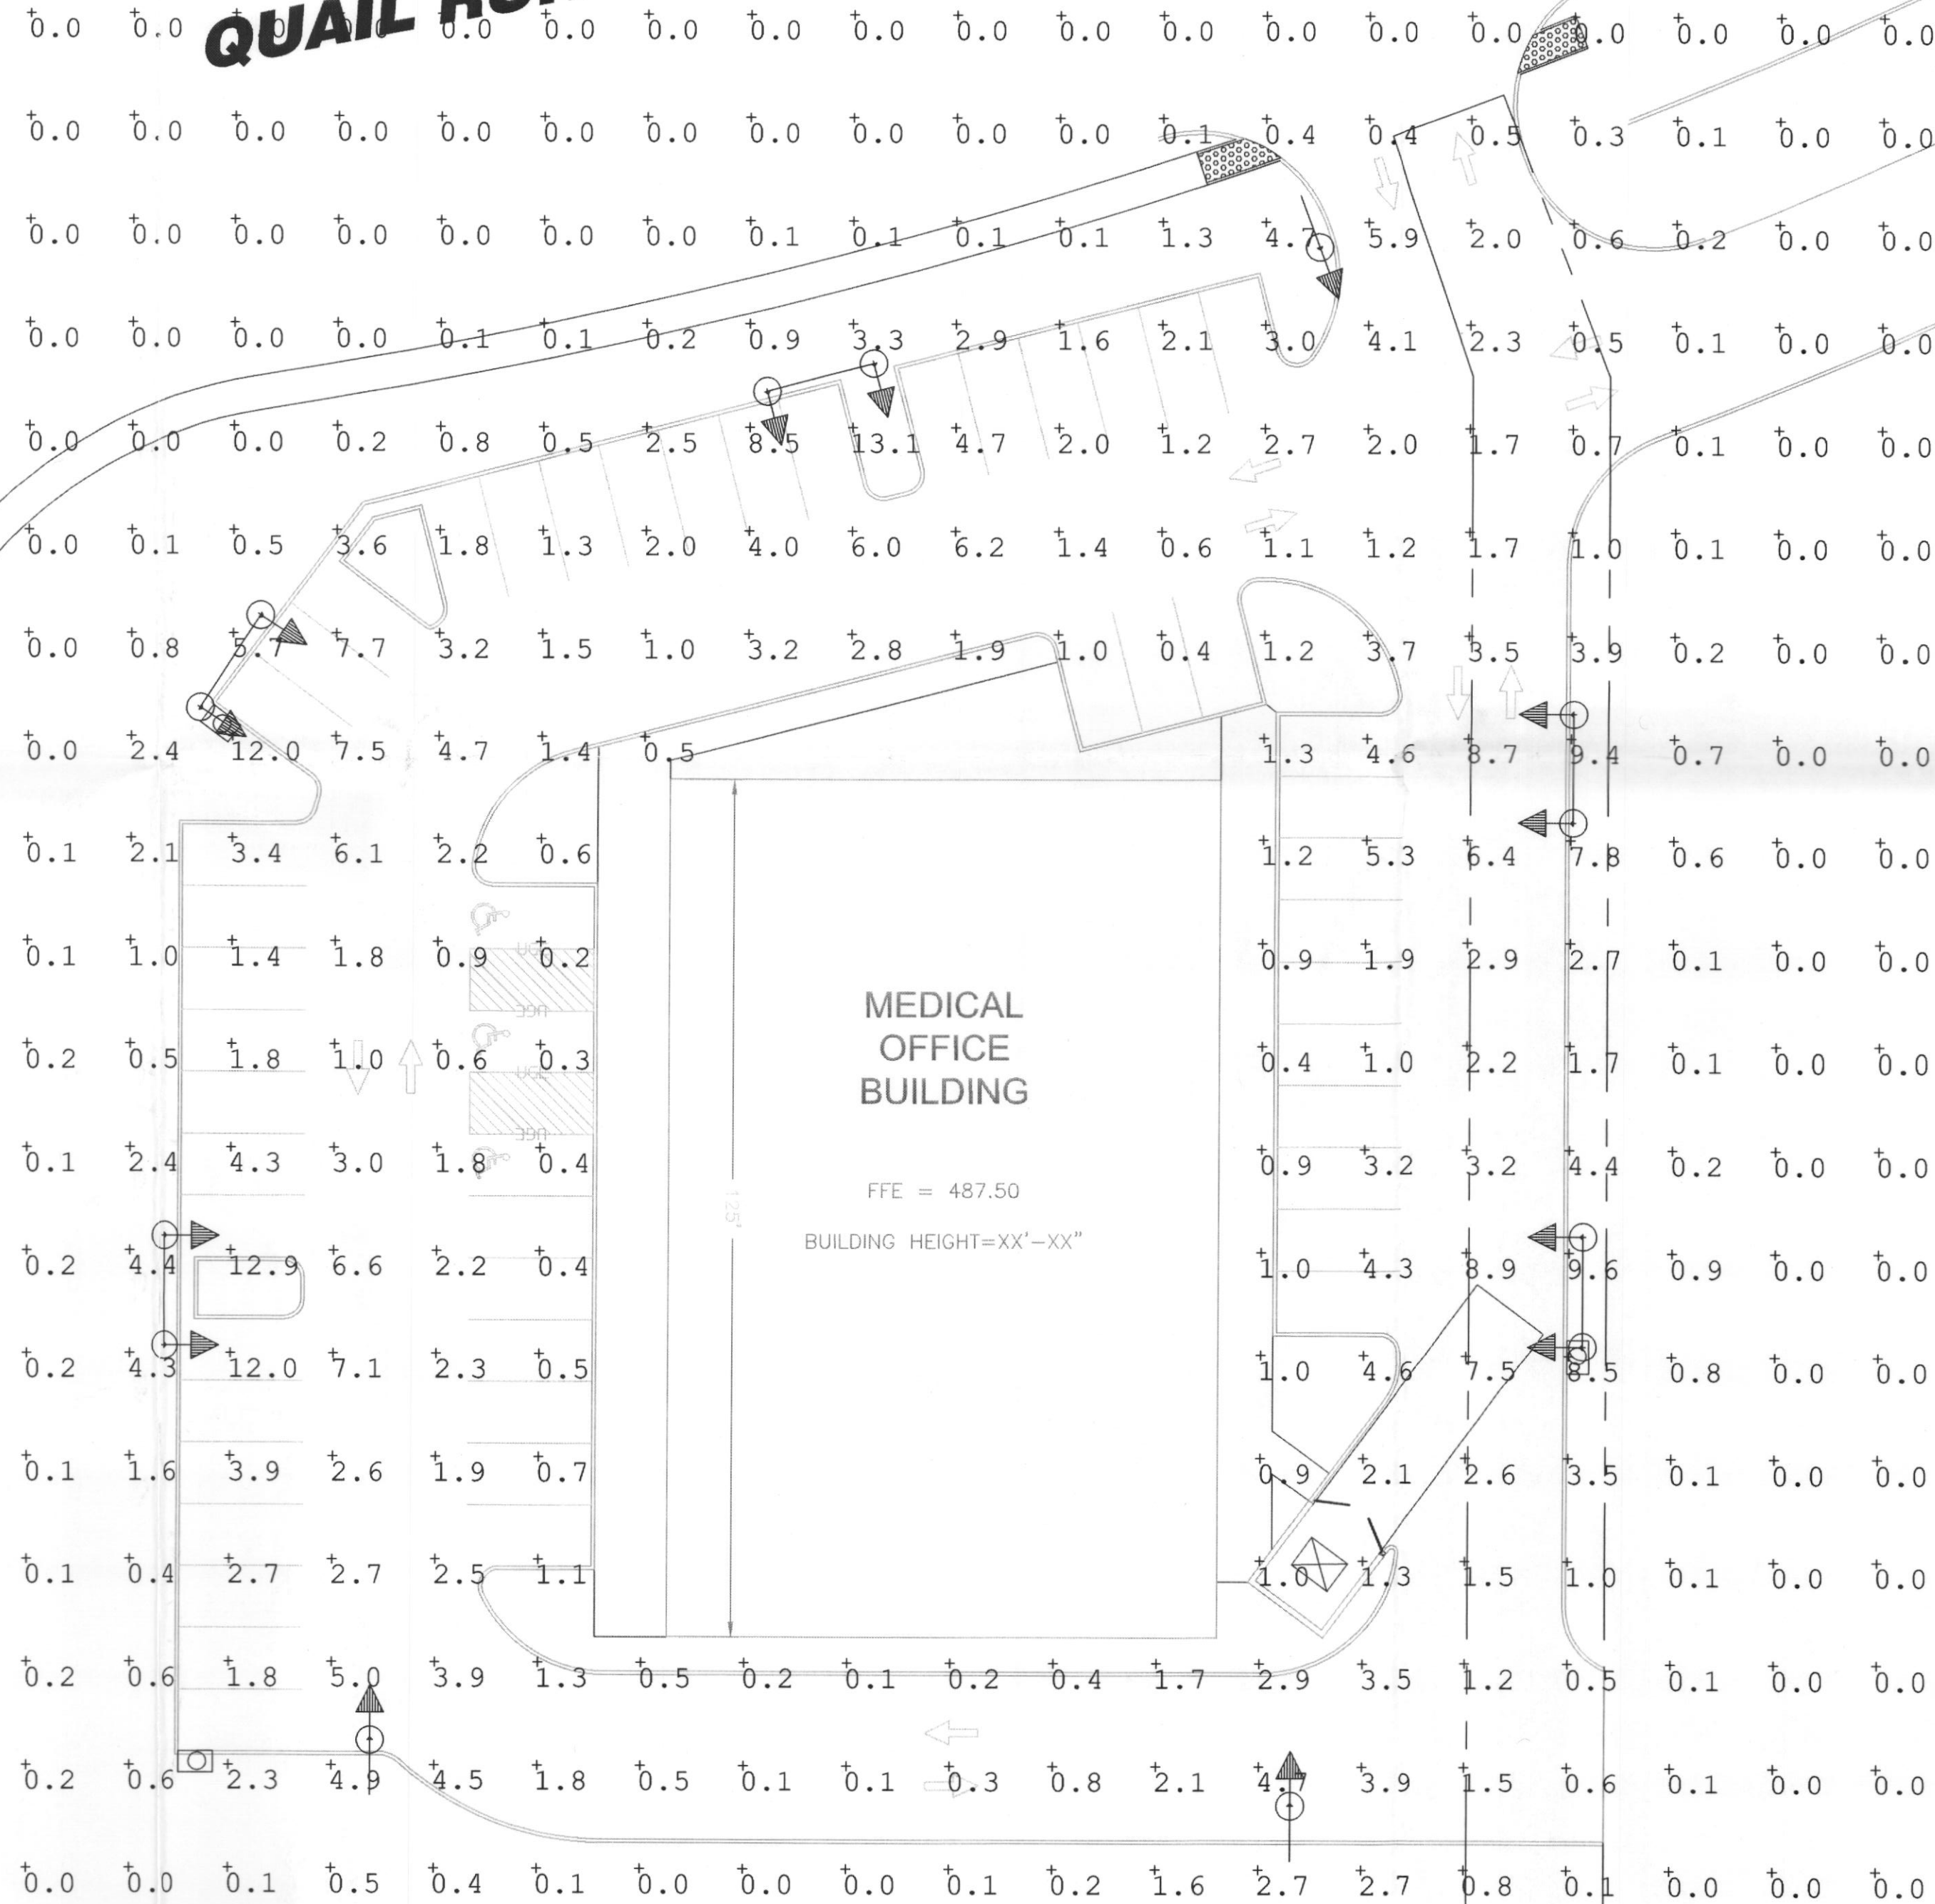 QUAIL
0.0 0.0 0.0 0.0 0.0 0.0 0.0 0.0 0.0 0.0 0.0 0.0 0.0 0.0 0.0 0.0 0.0 0.0
0.0 0.0 0.0 0.0 0.0 0.0 0.0 0.0 0.0 0.0 0.0 0.1 0.4 0.4 0.5 0.3 0.1 0.0 0.0
0.0 0.0 0.0 0.0 0.0 0.0 0.0 0.1 0.1 0.1 0.1 1.3 4.7 5.9 2.0 0.6 0.2 0.0 0.0
0.0 0.0 0.0 0.0 0.1 0.1 0.2 0.9 3.3 2.9 1.6 2.1 3.0 4.1 2.3 0.5 0.1 0.0 0.0
0.0 0.0 0.0 0.2 0.8 0.5 2.5 8.5 13.1 4.7 2.0 1.2 2.7 2.0 1.7 0.7 0.1 0.0 0.0
0.0 0.1 0.5 3.6 1.8 1.3 2.0 4.0 6.0 6.2 1.4 0.6 1.1 1.2 1.7 1.0 0.1 0.0 0.0
0.0 0.8 5.7 7.7 3.2 1.5 1.0 3.2 2.8 1.9 1.0 0.4 1.2 3.7 3.5 3.9 0.2 0.0 0.0
0.0 2.4 12.0 7.5 4.7 1.4 0.5 1.3 4.6 8.7 9.4 0.7 0.0 0.0
0.1 2.1 3.4 6.1 2.2 0.6 1.2 5.3 6.4 7.8 0.6 0.0 0.0
0.1 1.0 1.4 1.8 0.9 0.2 0.9 1.9 2.9 2.7 0.1 0.0 0.0
MEDICAL
OFFICE
BUILDING
0.2 0.5 1.8 1.0 0.6 0.3 0.4 1.0 2.2 1.7 0.1 0.0 0.0
0.1 2.4 4.3 3.0 1.8 0.4 0.9 3.2 3.2 4.4 0.2 0.0 0.0
FFE = 487.50
125'
BUILDING HEIGHT=XX'-XX"
0.2 4.4 12.9 6.6 2.2 0.4 1.0 4.3 8.9 9.6 0.9 0.0 0.0
0.2 4.3 12.0 7.1 2.3 0.5 1.0 4.6 7.5 8.5 0.8 0.0 0.0
0.1 1.6 3.9 2.6 1.9 0.7 0.9 2.1 2.6 3.5 0.1 0.0 0.0
0.1 0.4 2.7 2.7 2.5 1.1 1.0 1.3 1.5 1.0 0.1 0.0 0.0
0.2 0.6 1.8 5.0 3.9 1.3 0.5 0.2 0.1 0.2 0.4 1.7 2.9 3.5 1.2 0.5 0.1 0.0 0.0
0.2 0.6 2.3 4.9 4.5 1.8 0.5 0.1 0.1 0.3 0.8 2.1 4.7 3.9 1.5 0.6 0.1 0.0 0.0
0.0 0.0 0.1 0.5 0.4 0.1 0.0 0.0 0.0 0.1 0.2 1.6 2.7 2.7 0.8 0.1 0.0 0.0 0.0